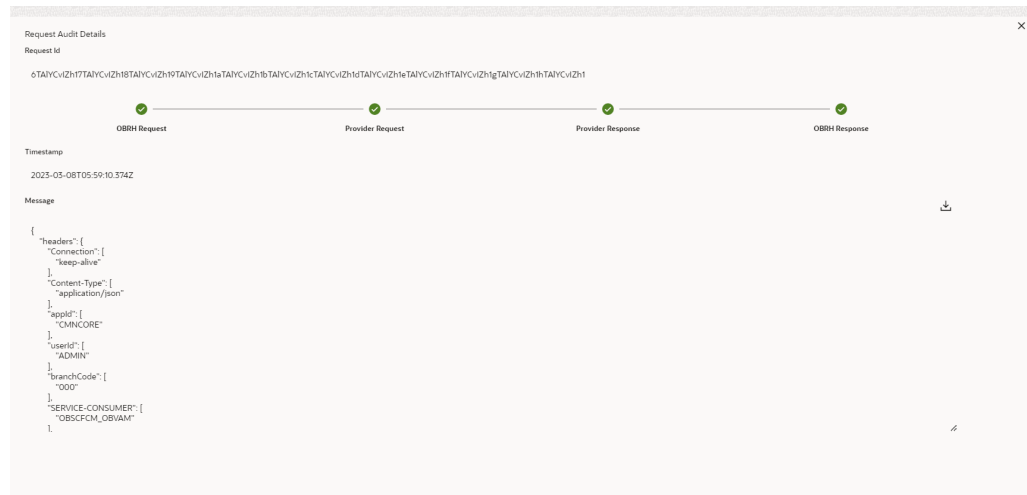 Request Audit Details
Request Id
6TAlYCvIZh17TAlYCvIZh18TAlYCvIZh19TAlYCvIZh1aTAlYCvIZh1bTAlYCvIZh1cTAlYCvIZh1dTAlYCvIZh1eTAlYCvIZh1fTAlYCvIZh1gTAlYCvIZh1hTAlYCvIZh1
OBRH Request Provider Request Provider Response OBRH Response
Timestamp
2023-03-08T05:59:10.374Z
Message
{
"headers": {
"Connection": [
"keep-alive"
],
"Content-Type": [
"application/json"
],
"appId": [
"CMNCORE"
],
"userId": [
"ADMIN"
],
"branchCode": [
"000"
],
"SERVICE-CONSUMER": [
"OBSCFCM_OBVAM"
],